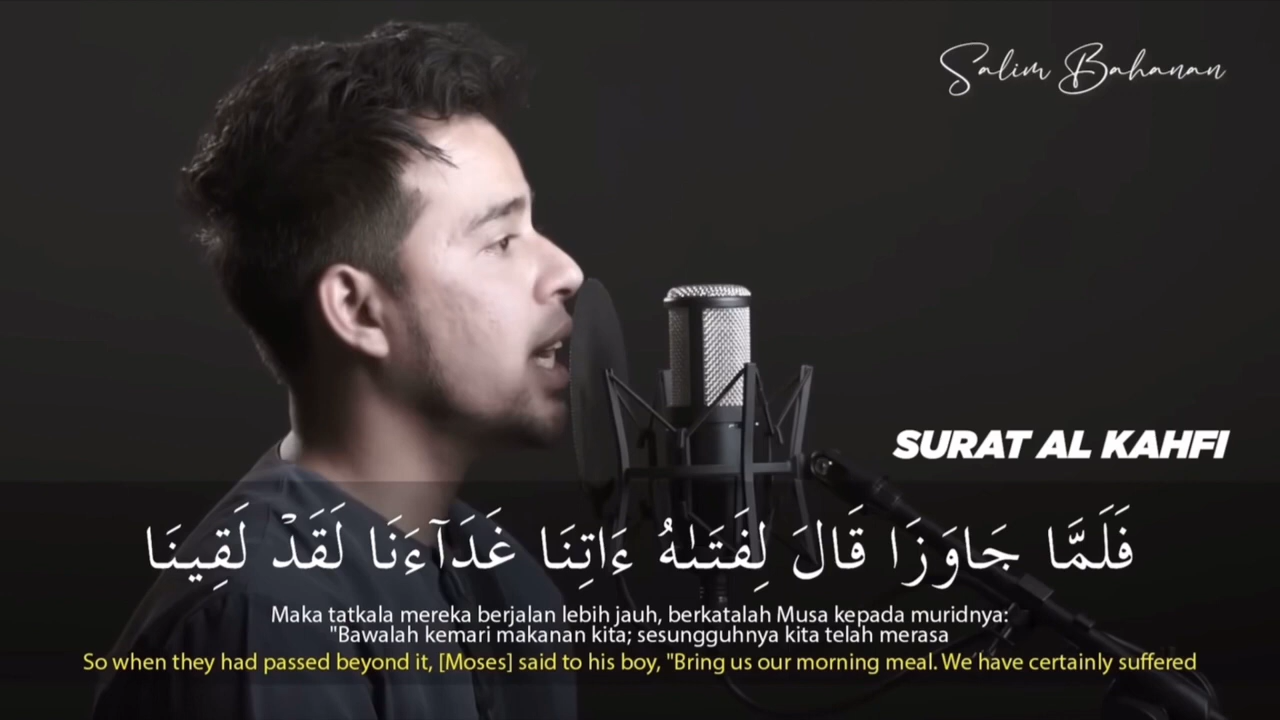 Salim Bahanan
SURAT AL KAHFI
فَلَمَّا جَاوَزَا قَالَ لِفَتَىٰهُ ءَاتِنَا غَدَآءَنَا لَقَدْ لَقِينَا
Maka tatkala mereka berjalan lebih jauh, berkatalah Musa kepada muridnya:
"Bawalah kemari makanan kita; sesungguhnya kita telah merasa
So when they had passed beyond it, [Moses] said to his boy, "Bring us our morning meal. We have certainly suffered